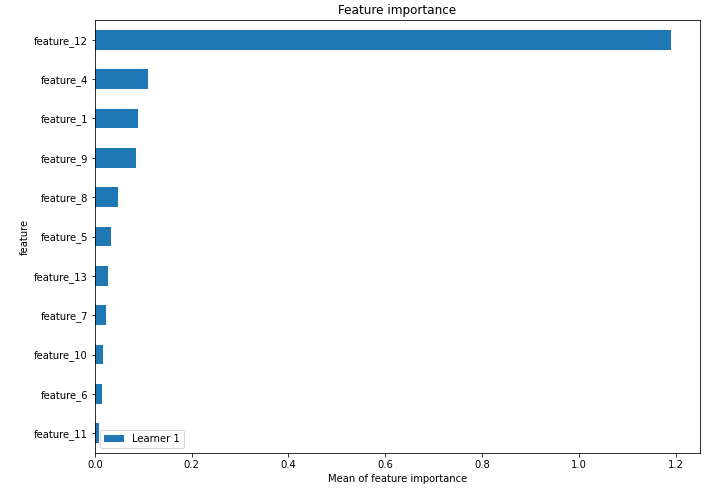 Feature importance
feature_12
feature_4
feature_1
feature_9
feature_8
feature_5
feature_13
feature_7
feature_10
feature_6
feature_11
feature
Learner 1
0.0 0.2 0.4 0.6 0.8 1.0 1.2
Mean of feature importance